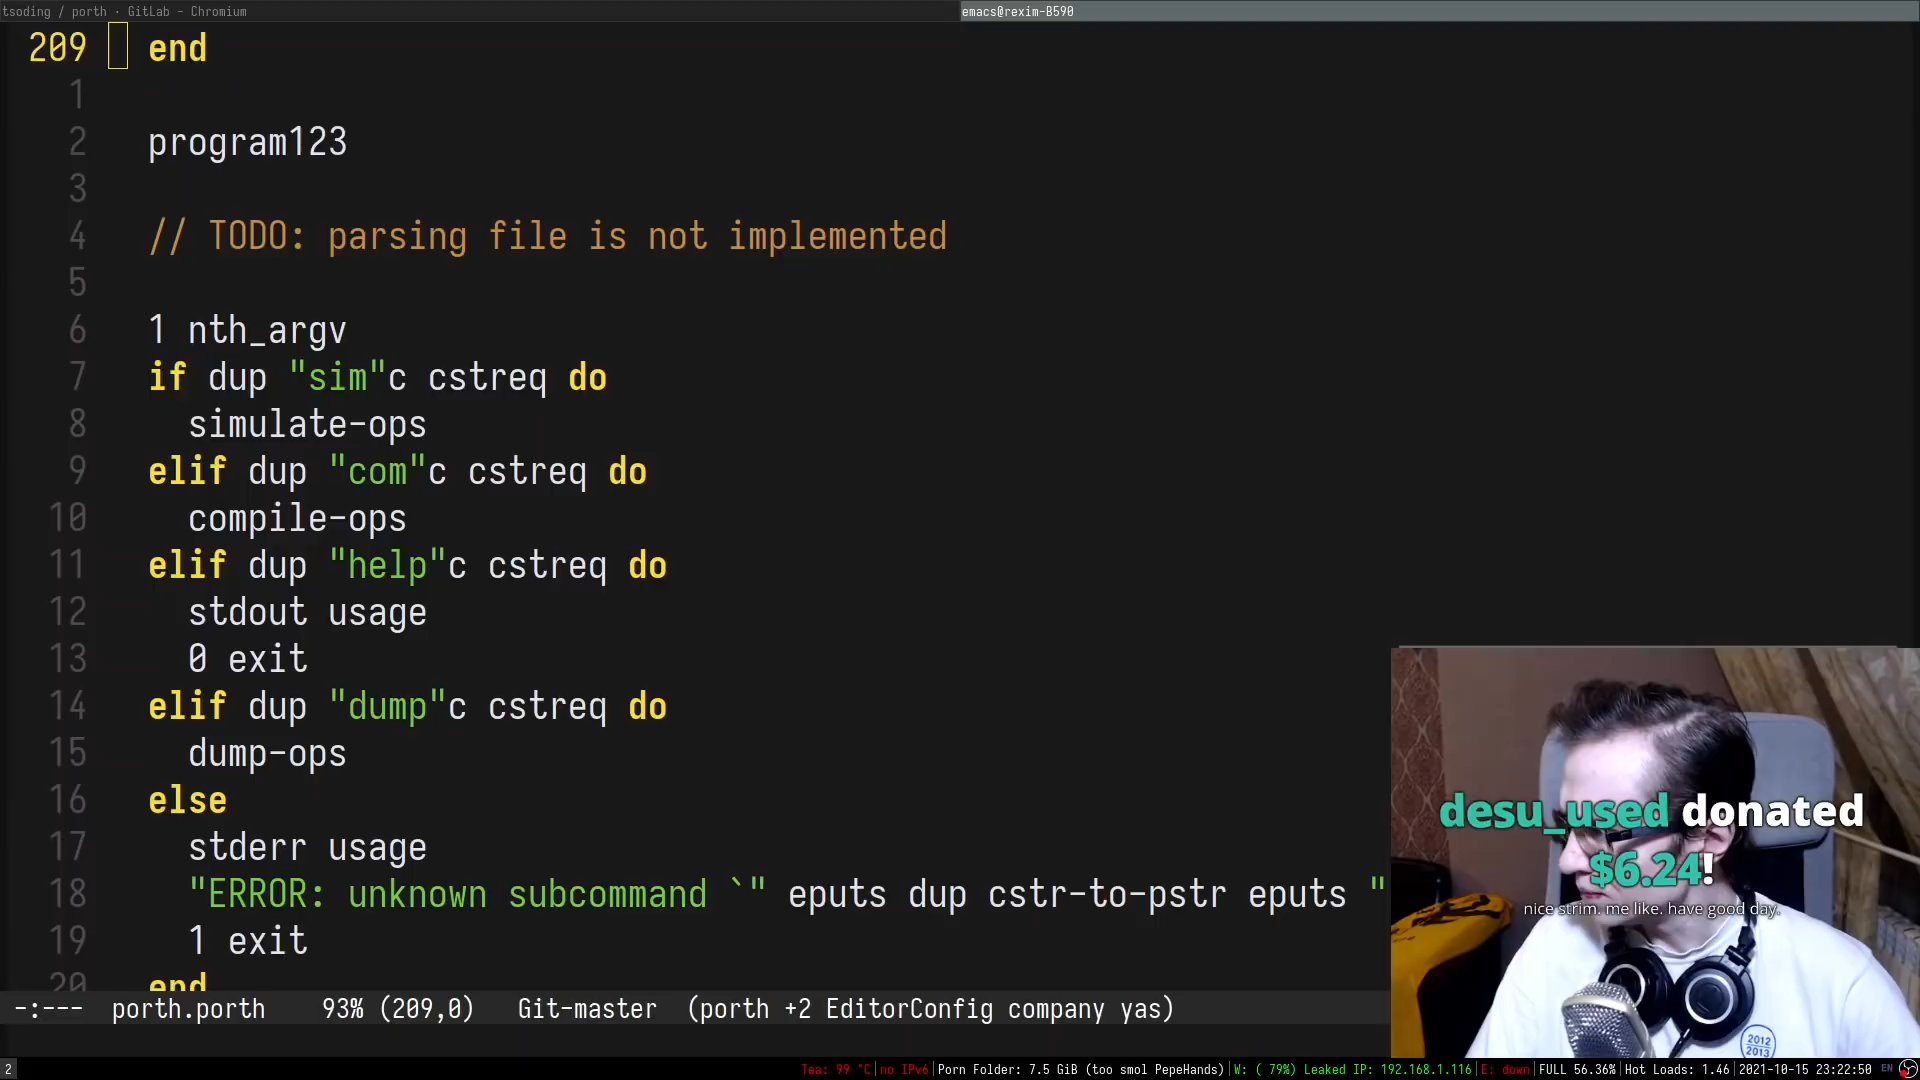 tsoding / porth · GitLab - Chromium
emacs@rexim-B590
209 end
1
2 program123
3
4 // TODO: parsing file is not implemented
5
6 1 nth_argv
7 if dup "sim"c cstreq do
8 simulate-ops
9 elif dup "com"c cstreq do
10 compile-ops
11 elif dup "help"c cstreq do
12 stdout usage
13 0 exit
14 elif dup "dump"c cstreq do
15 dump-ops
16 else
17 stderr usage
18 "ERROR: unknown subcommand `" eputs dup cstr-to-pstr eputs "
19 1 exit
20 end
desu_used donated
$6.24!
nice strim. me like. have good day.
2012
2013
-:--- porth.porth 93% (209,0) Git-master (porth +2 EditorConfig company yas)
2 Tea: 99 °C|no IPv6|Porn Folder: 7.5 GiB (too smol PepeHands)|W: ( 79%) Leaked IP: 192.168.1.116|E: down|FULL 56.36%|Hot Loads: 1.46|2021-10-15 23:22:50 EN